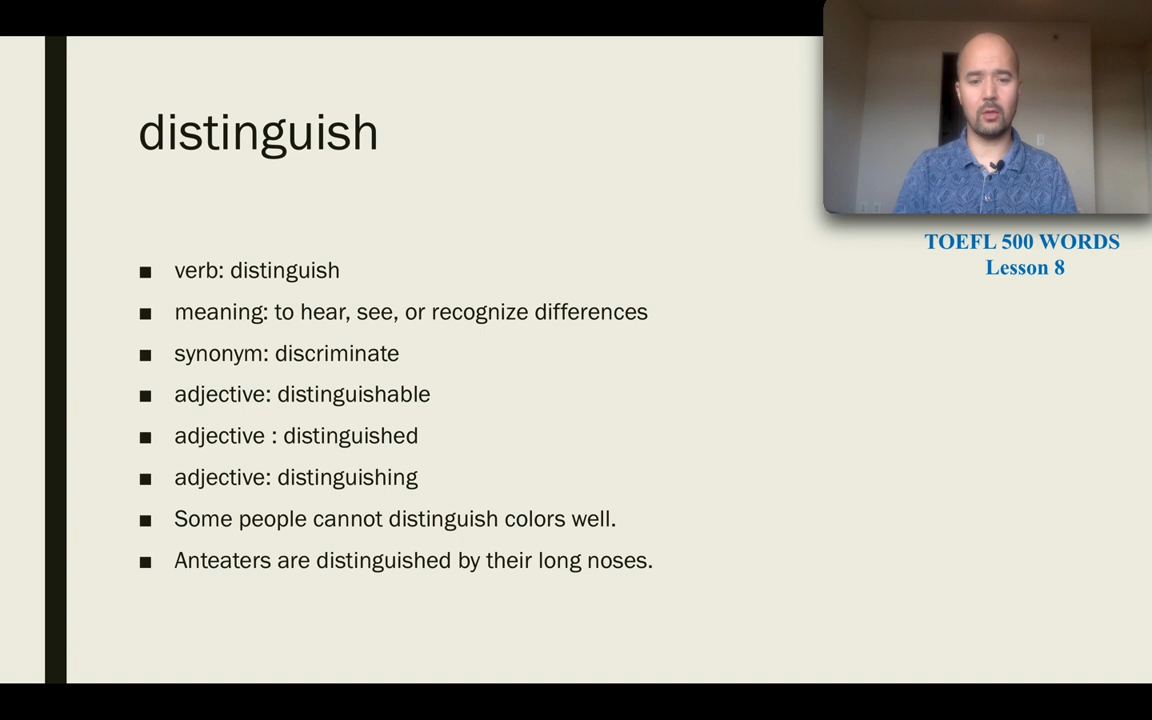 distinguish
TOEFL 500 WORDS
Lesson 8
verb: distinguish
meaning: to hear, see, or recognize differences
synonym: discriminate
adjective: distinguishable
adjective : distinguished
adjective: distinguishing
Some people cannot distinguish colors well.
Anteaters are distinguished by their long noses.